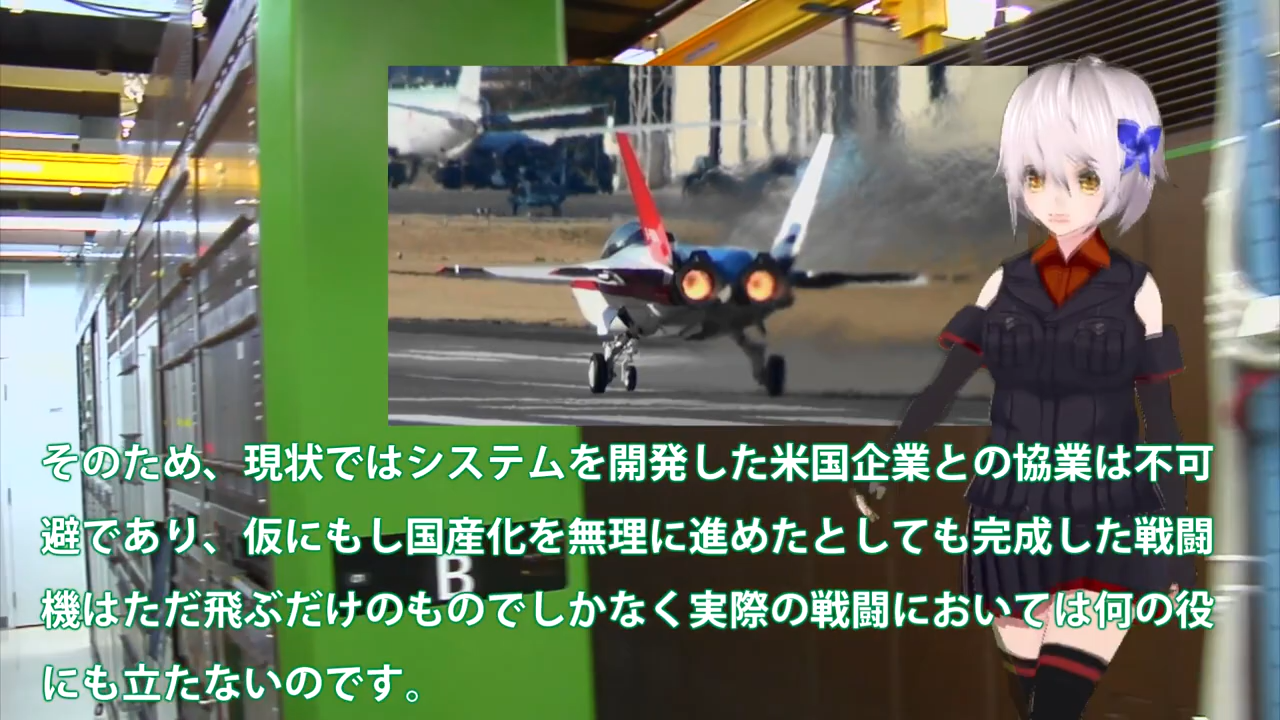 そのため、現状ではシステムを開発した米国企業との協業は不可
避であり、仮にもし国産化を無理に進めたとしても完成した戦闘
機はただ飛ぶだけのものでしかなく実際の戦闘においては何の役
にも立たないのです。
B